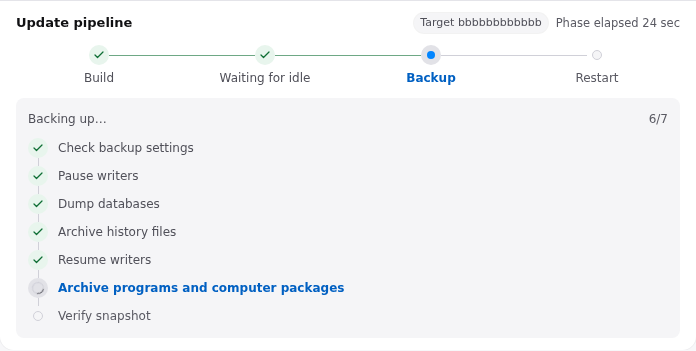 Update pipeline Target bbbbbbbbbbbb Phase elapsed 24 sec
Build Waiting for idle Backup Restart
Backing up... 6/7
Check backup settings
Pause writers
Dump databases
Archive history files
Resume writers
Archive programs and computer packages
Verify snapshot